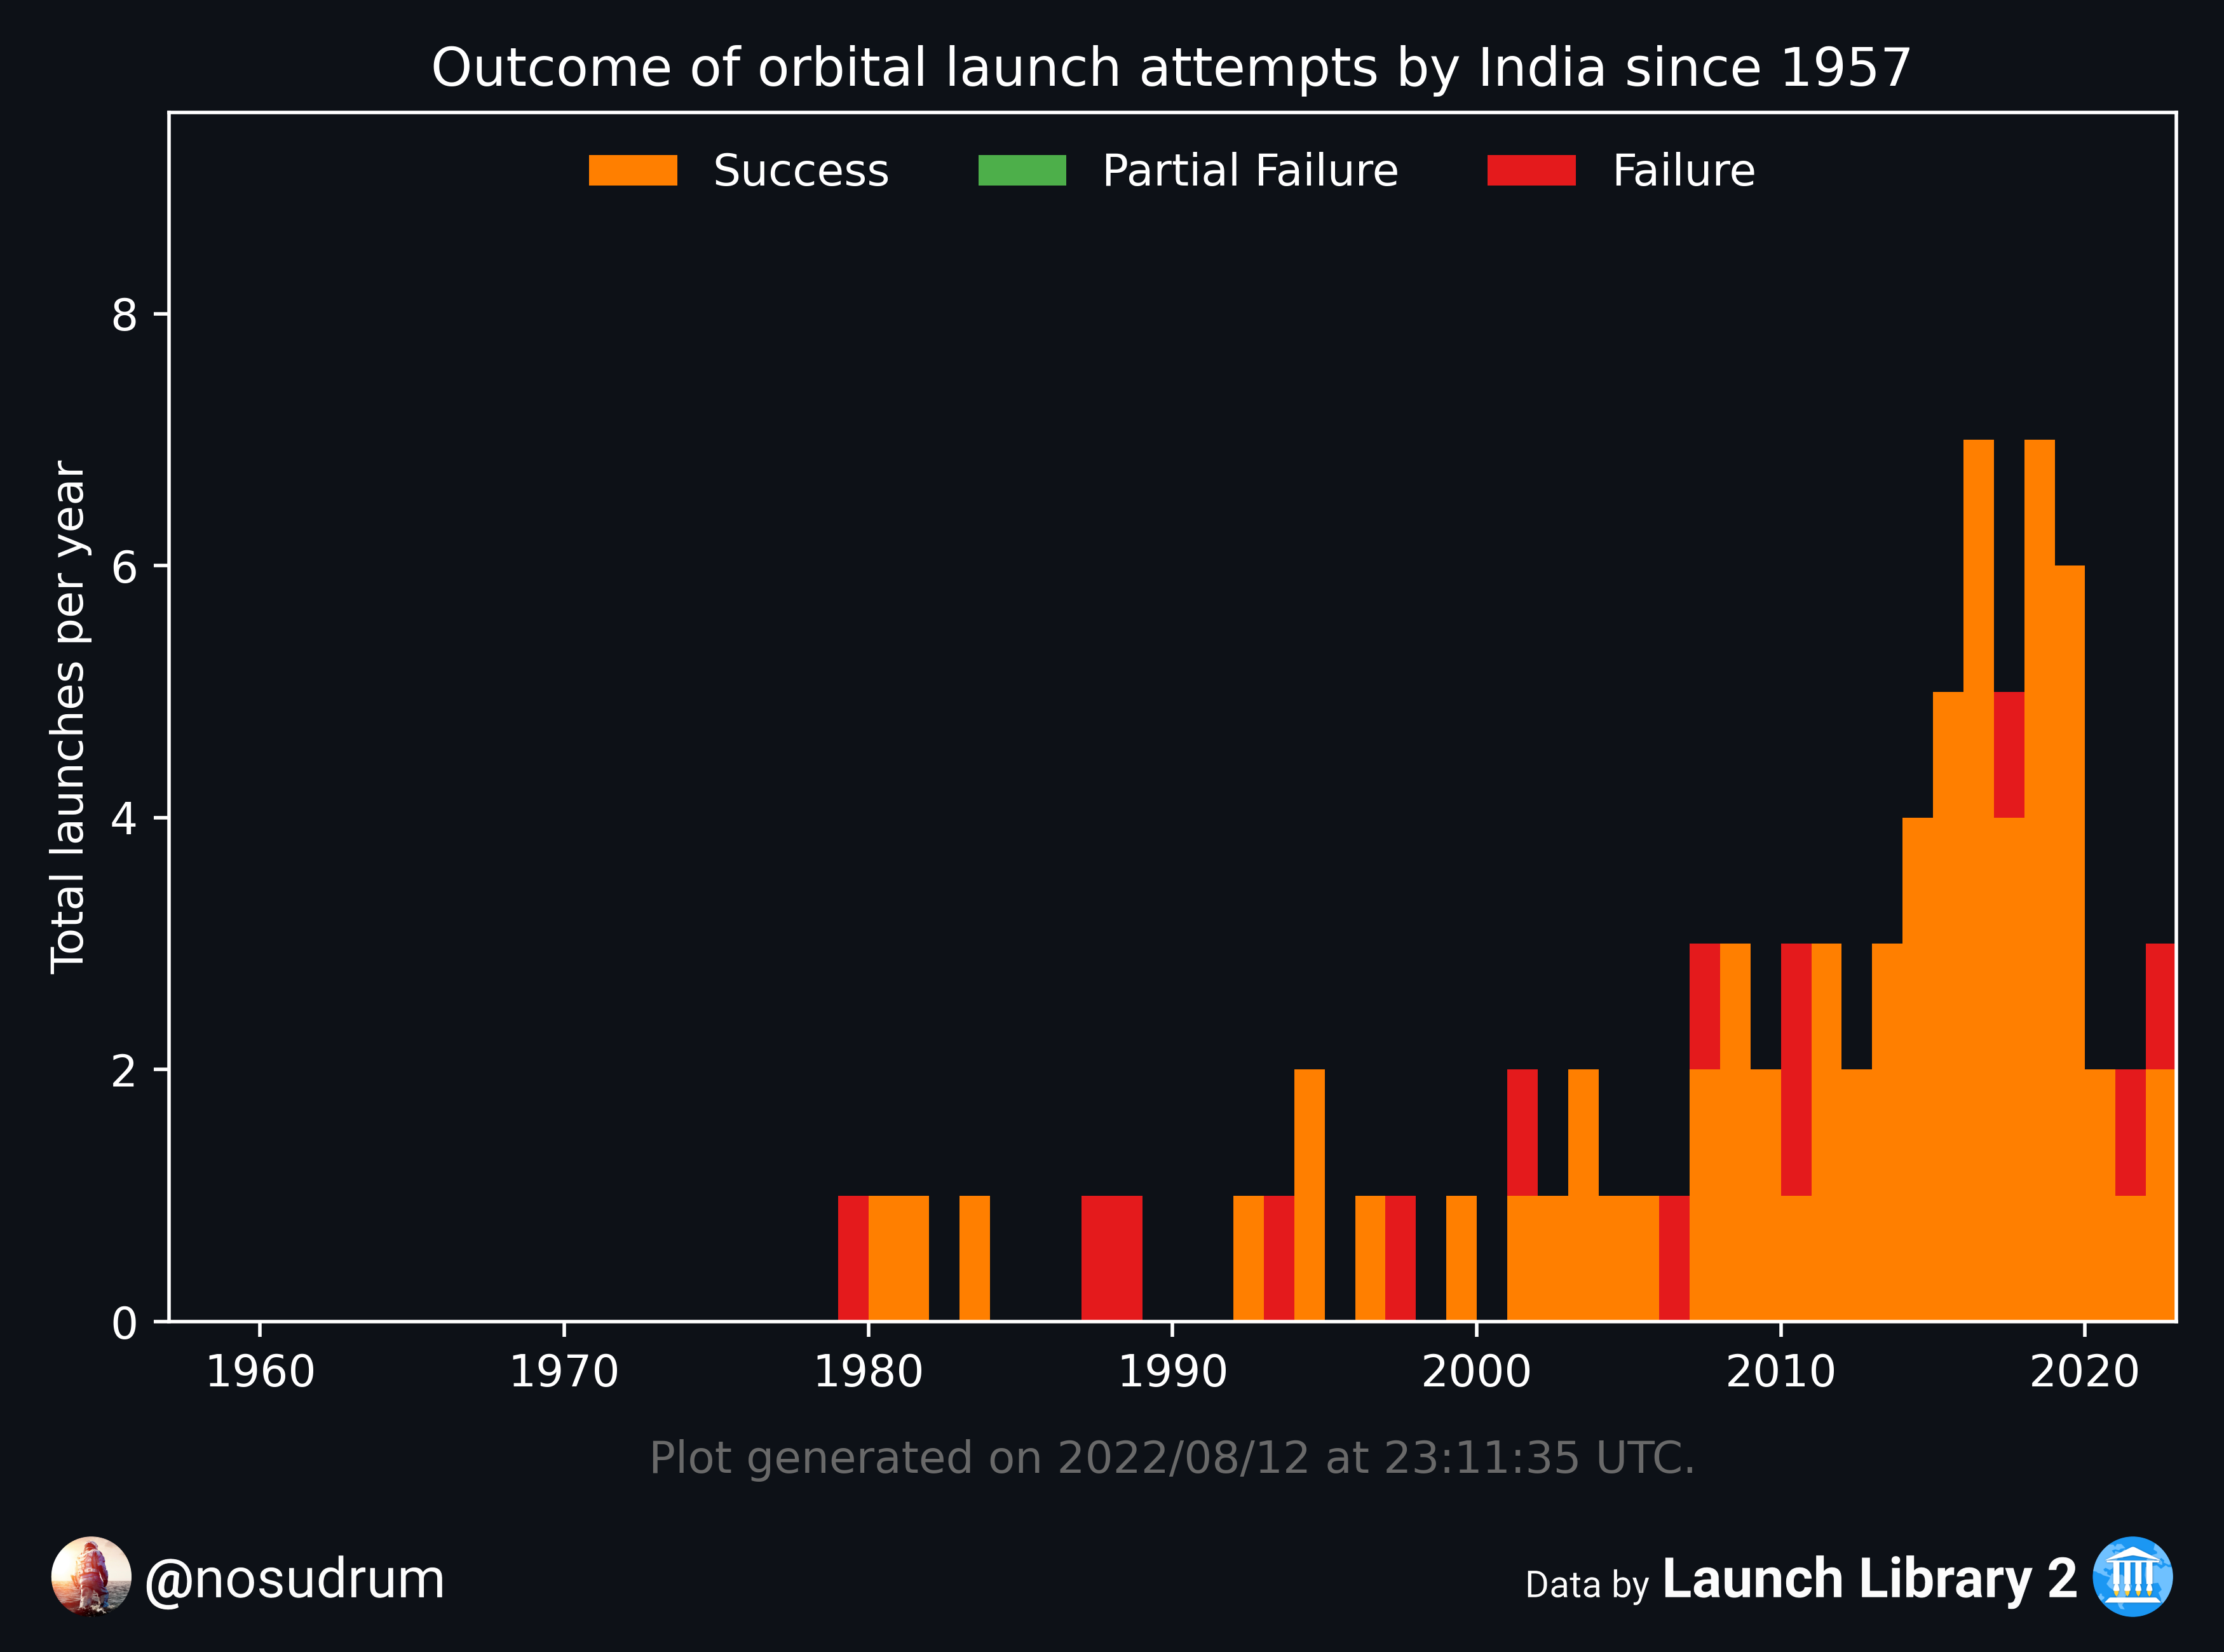 Outcome of orbital launch attempts by India since 1957
Success Partial Failure Failure
Total launches per year
8
6
4
2
0
1960 1970 1980 1990 2000 2010 2020
Plot generated on 2022/08/12 at 23:11:35 UTC.
@nosudrum
Data by Launch Library 2